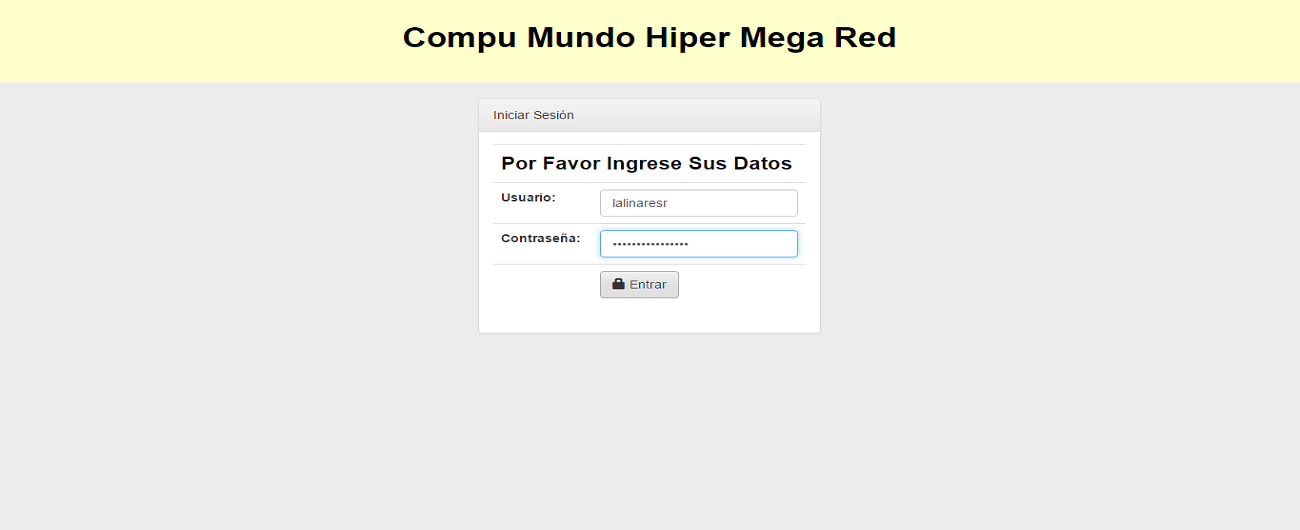 Compu Mundo Hiper Mega Red
Iniciar Sesión
Por Favor Ingrese Sus Datos
Usuario: lalinaresr
Contraseña: ••••••••••••••••
Entrar